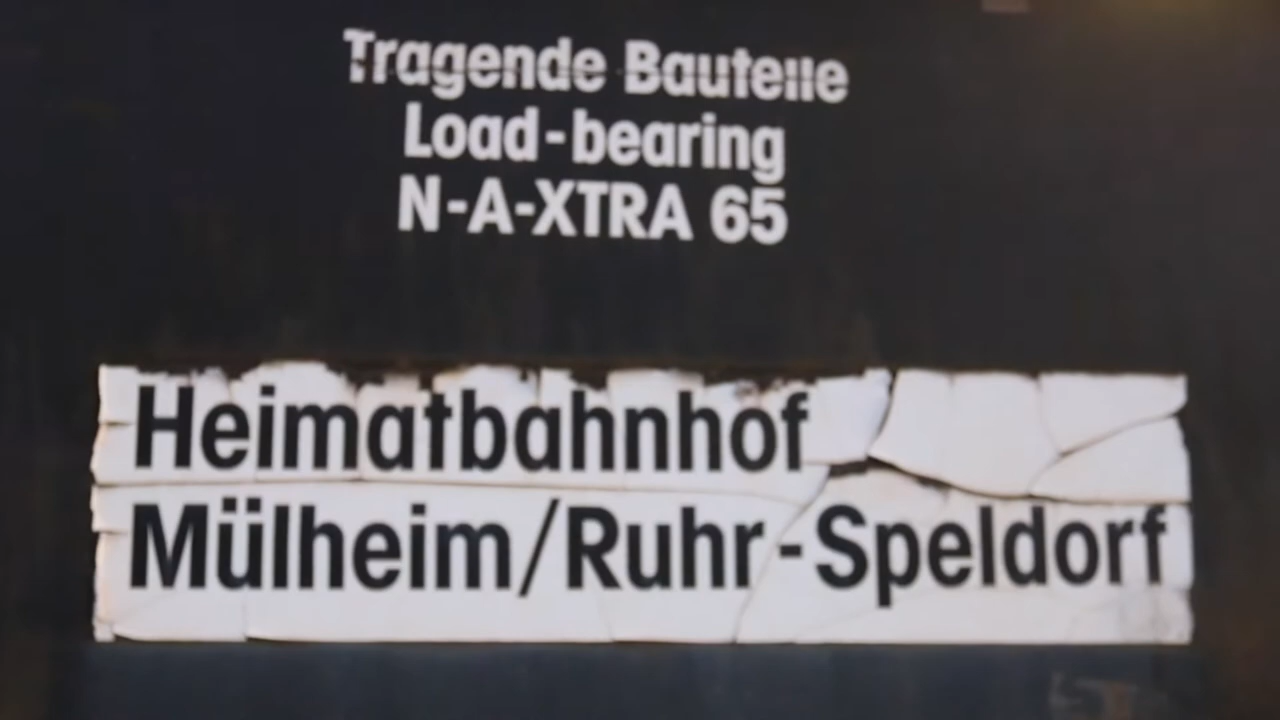 Tragende Bauteile
Load-bearing
N-A-XTRA 65
Heimatbahnhof
Mülheim/Ruhr-Speldorf